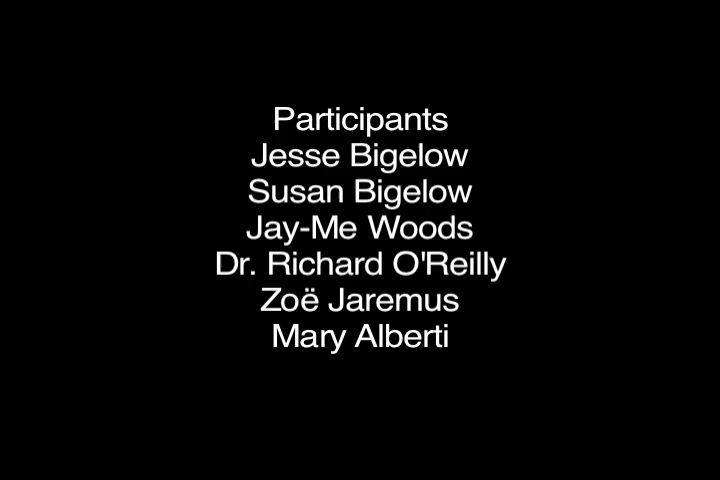 Participants
Jesse Bigelow
Susan Bigelow
Jay-Me Woods
Dr. Richard O'Reilly
Zoë Jaremus
Mary Alberti